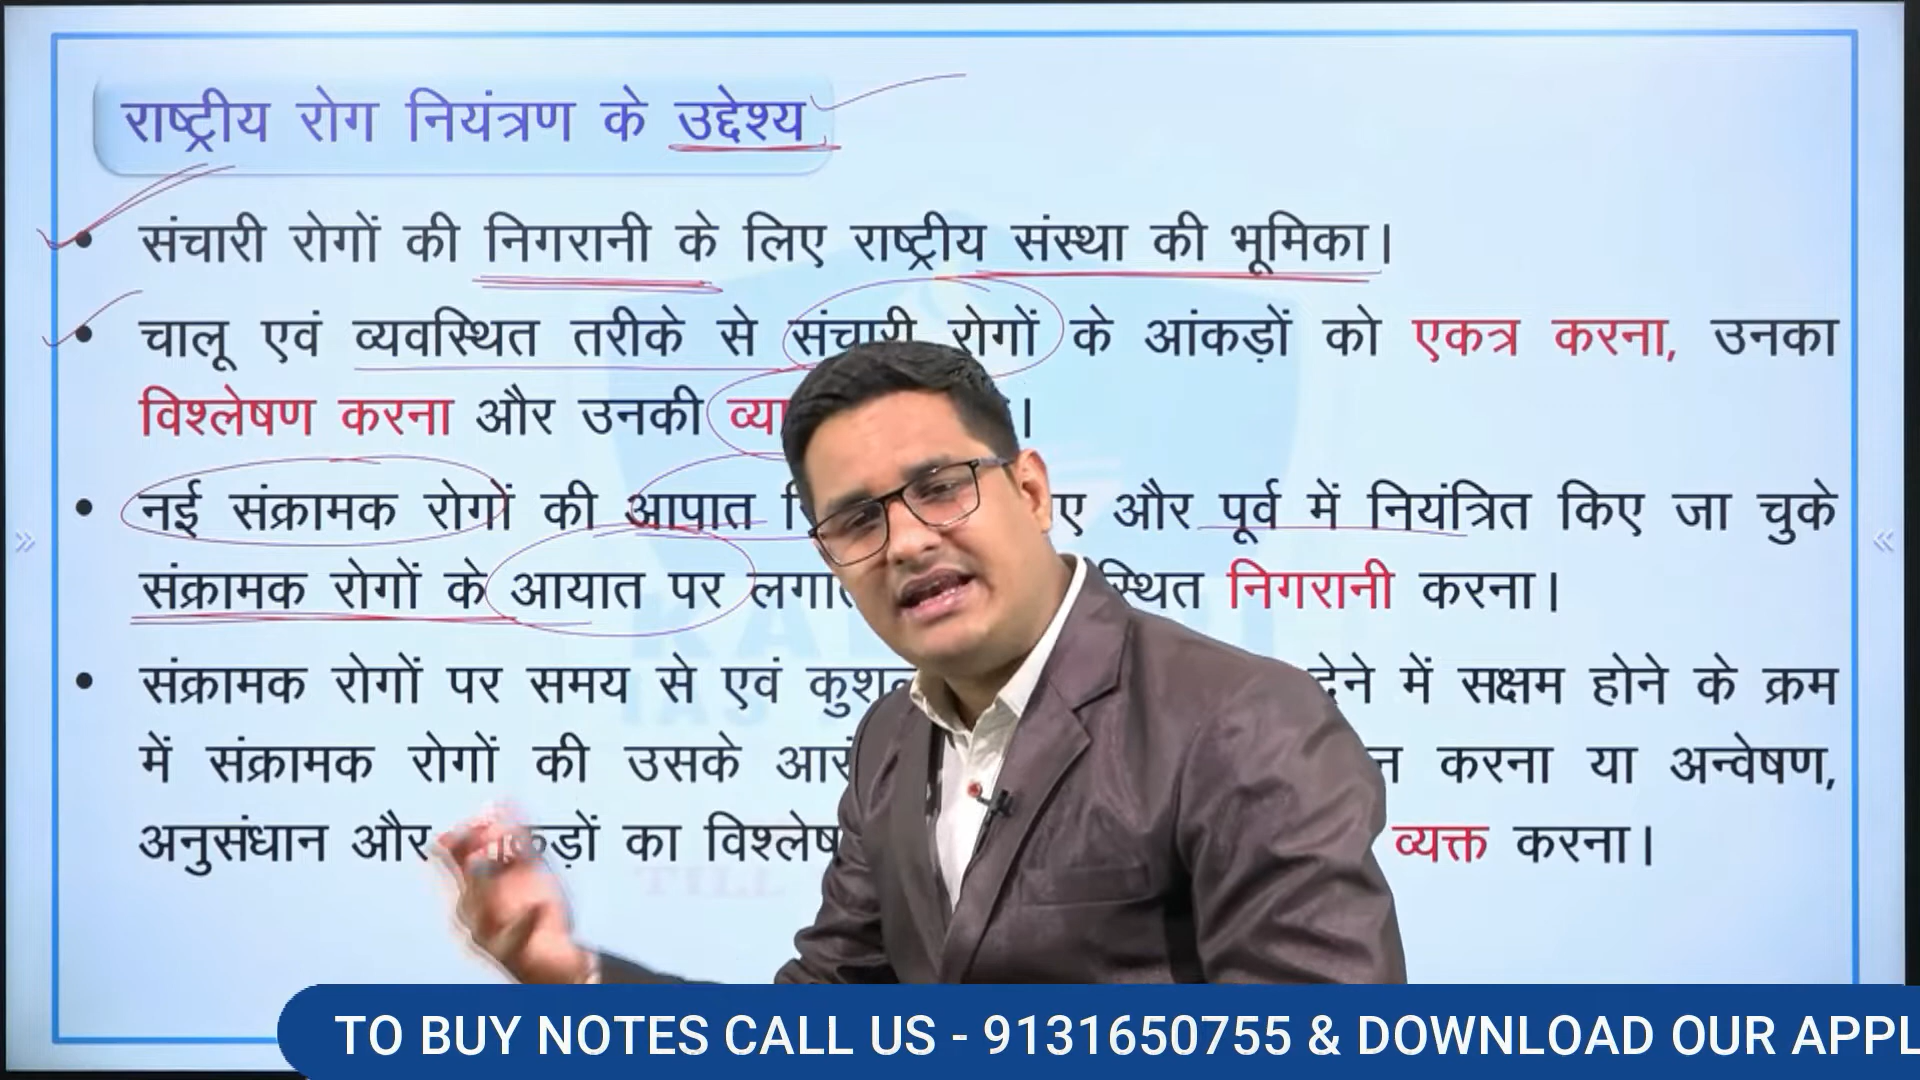 राष्ट्रीय रोग नियंत्रण के उद्देश्य
• संचारी रोगों की निगरानी के लिए राष्ट्रीय संस्था की भूमिका।
• चालू एवं व्यवस्थित तरीके से संचारी रोगों के आंकड़ों को एकत्र करना, उनका
विश्लेषण करना और उनकी
• नई संक्रामक रोगों की आपात और पूर्व में नियंत्रित किए जा चुके
संक्रामक रोगों के आयात पर निगरानी करना।
• संक्रामक रोगों पर समय से एवं देने में सक्षम होने के क्रम
में संक्रामक रोगों की उसके करना या अन्वेषण,
अनुसंधान और का व्यक्त करना।
TO BUY NOTES CALL US - 9131650755 & DOWNLOAD OUR